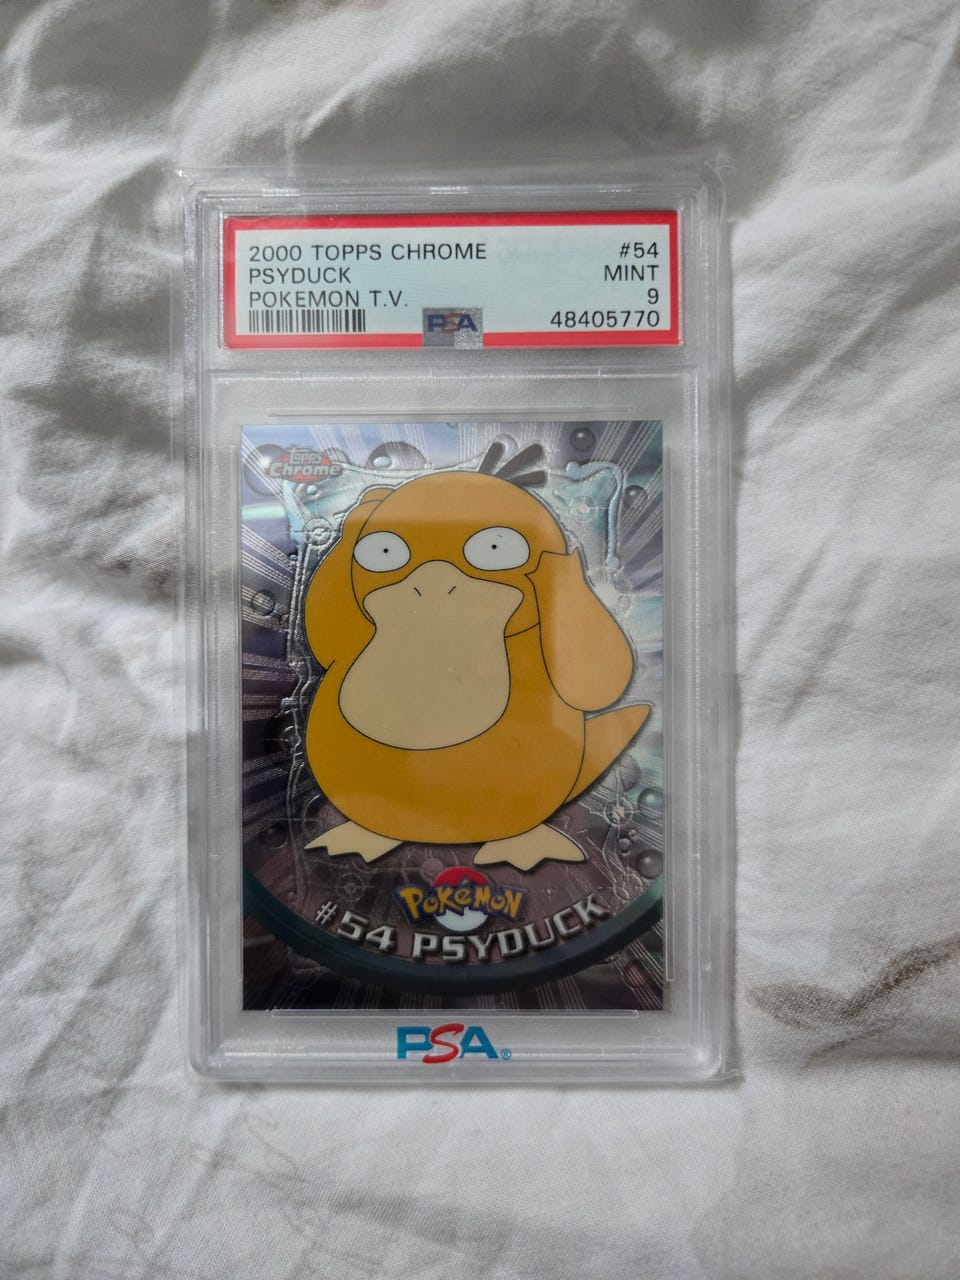 2000 TOPPS CHROME #54
PSYDUCK MINT
POKEMON T.V. 9
PSA 48405770
Topps
Chrome
POKéMON
#54 PSYDUCK
PSA®